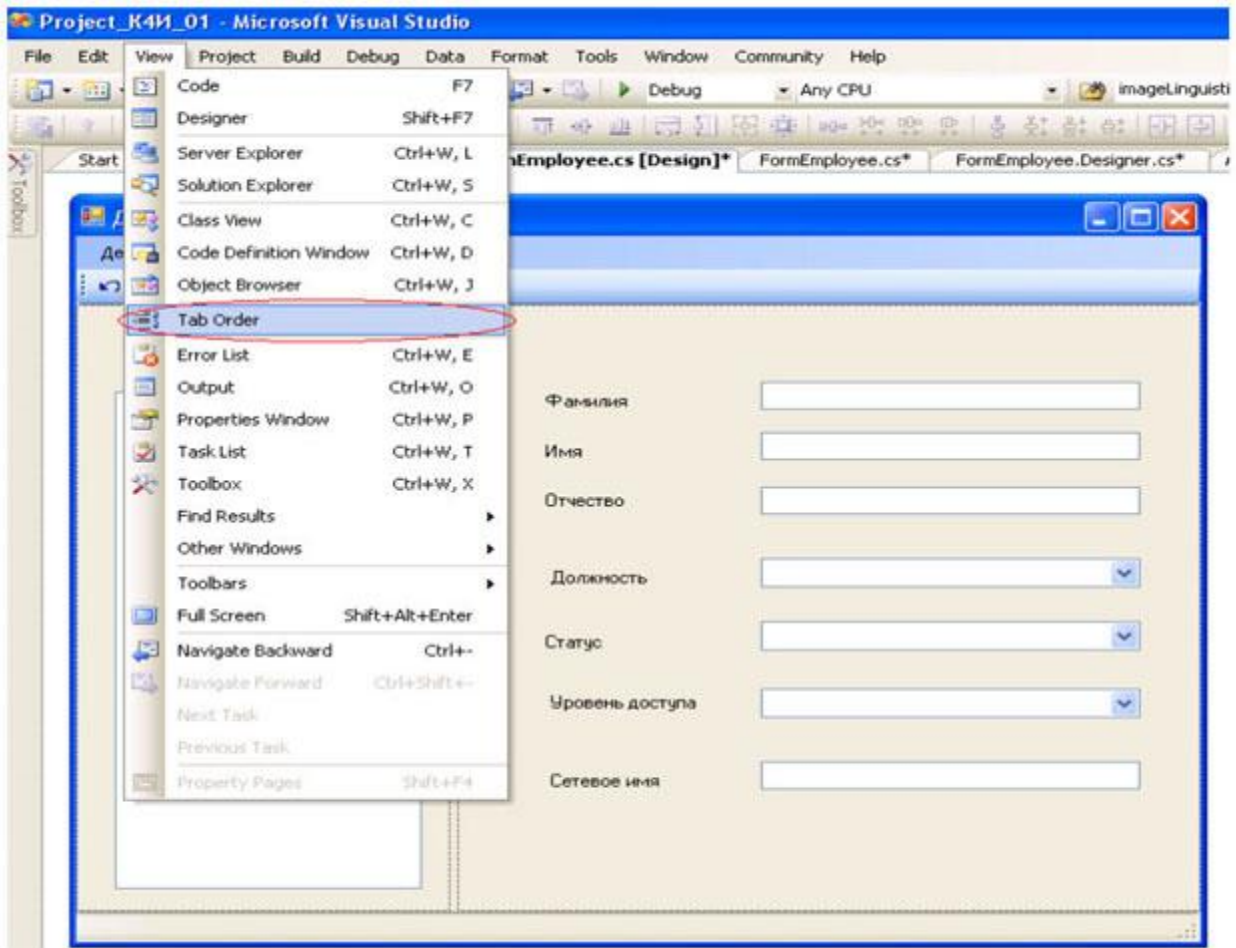 Project_К4И_01 - Microsoft Visual Studio
File Edit View Project Build Debug Data Format Tools Window Community Help
Debug Any CPU imageLinguisti
Start Employee.cs [Design]* FormEmployee.cs* FormEmployee.Designer.cs*
Toolbox
Code F7
Designer Shift+F7
Server Explorer Ctrl+W, L
Solution Explorer Ctrl+W, S
Class View Ctrl+W, C
Code Definition Window Ctrl+W, D
Object Browser Ctrl+W, J
Tab Order
Error List Ctrl+W, E
Output Ctrl+W, O
Properties Window Ctrl+W, P
Task List Ctrl+W, T
Toolbox Ctrl+W, X
Find Results
Other Windows
Toolbars
Full Screen Shift+Alt+Enter
Navigate Backward Ctrl+-
Navigate Forward Ctrl+Shift+-
Next Task
Previous Task
Property Pages Shift+F4
Де
Фамилия
Имя
Отчество
Должность
Статус
Уровень доступа
Сетевое имя